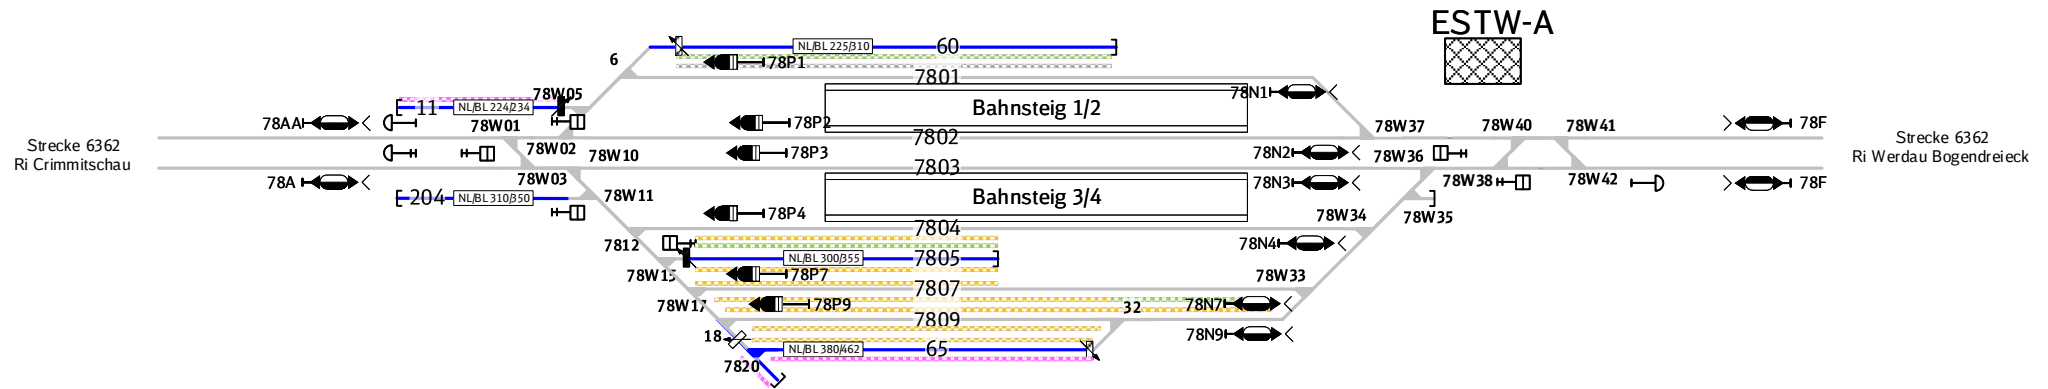 ESTW-A
NL/BL 225/310
60
6
78P1
7801
78W05
78N1
11
NL/BL 224/234
Bahnsteig 1/2
78AA
78W01
78P2
78W37
78W40
78W41
78F
Strecke 6362
Ri Crimmitschau
7802
Strecke 6362
Ri Werdau Bogendreieck
78W02
78W10
78P3
78N2
78W36
7803
78A
78W03
78N3
78W38
78W42
78F
204
NL/BL 310/350
78W11
Bahnsteig 3/4
78P4
78W34
78W35
7804
7812
78N4
NL/BL 300/355
7805
78W15
78P7
78W33
7807
78W17
78P9
32
78N7
7809
18
78N9
NL/BL 380/462
65
7820